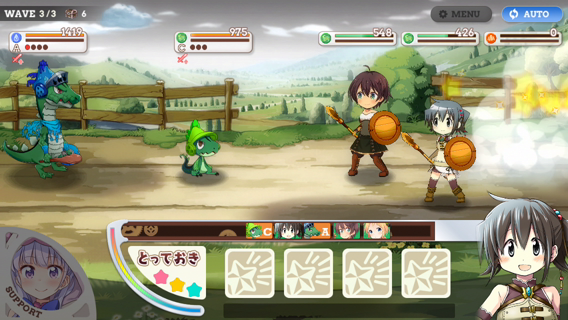 WAVE 3/3 6
MENU
AUTO
A 1419
C 975
548
426
0
C A
とっておき
SUPPORT